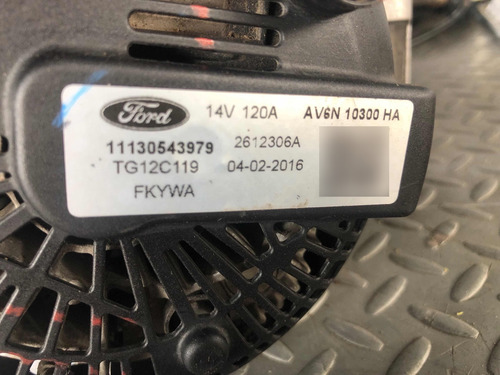 Ford 14V 120A AV6N 10300 HA
11130543979 2612306A
TG12C119 04-02-2016
FKYWA